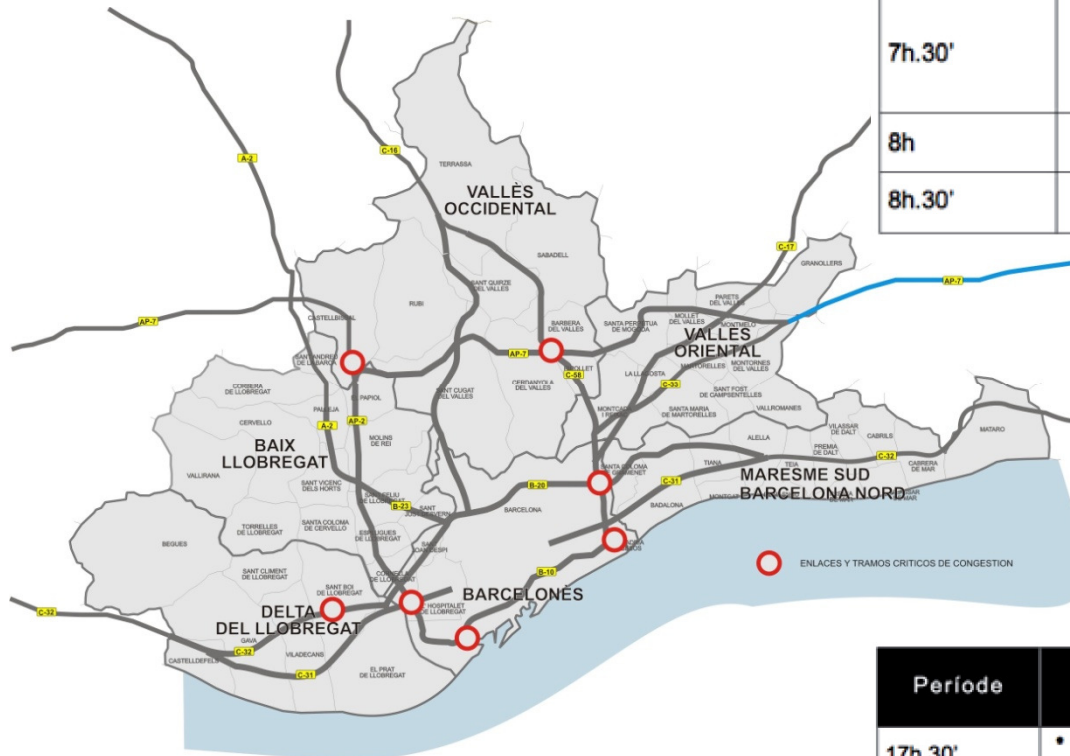 7h.30'
8h
8h.30'
A-2
C-16
TERRASSA
VALLÈS
OCCIDENTAL
SABADELL
C-17
GRANOLLERS
AP-7
SANT QUIRZE
DEL VALLES
RUBI
CASTELLBISBAL
AP-7
BARBERA
DEL VALLES
SANTA PERPETUA
DE MOGODA
PARETS
DEL VALLES
MOLLET
DEL VALLES
MONTMELO
VALLES
ORIENTAL
SANT ANDREU
DE LABARCA
AP-7
C-58
LA LLAGOSTA
MARTORELLES
MONTORNES
DEL VALLES
C-33
CERDANYOLA
DEL VALLES
SANT CUGAT
DEL VALLES
CORBERA
DE LLOBREGAT
EL PAPIOL
SANT FOST
DE CAMPSENTELLES
VALLROMANES
SANTA MARIA
DE MARTORELLES
CERVELLO
A-2
AP-2
MOLINS
DE REI
BAIX
LLOBREGAT
VALLIRANA
ALELLA
VILASSAR
DE DALT
PREMIA
DE DALT
CABRILS
MATARO
C-32
CABRERA
DE MAR
TIANA
TEIA
C-31
MARESME SUD
BARCELONA NORD
SANT VICENÇ
DELS HORTS
B-20
BARCELONA
BADALONA
B-23
TORRELLES
DE LLOBREGAT
SANTA COLOMA
DE CERVELLO
BEGUES
SANT CLIMENT
DE LLOBREGAT
SANT BOI
DE LLOBREGAT
B-10
ENLACES Y TRAMOS CRITICOS DE CONGESTION
BARCELONÈS
DELTA
DEL LLOBREGAT
C-32
GAVA
C-32
VILADECANS
CASTELLDEFELS
C-31
EL PRAT
DE LLOBREGAT
Període
17h.30'
•